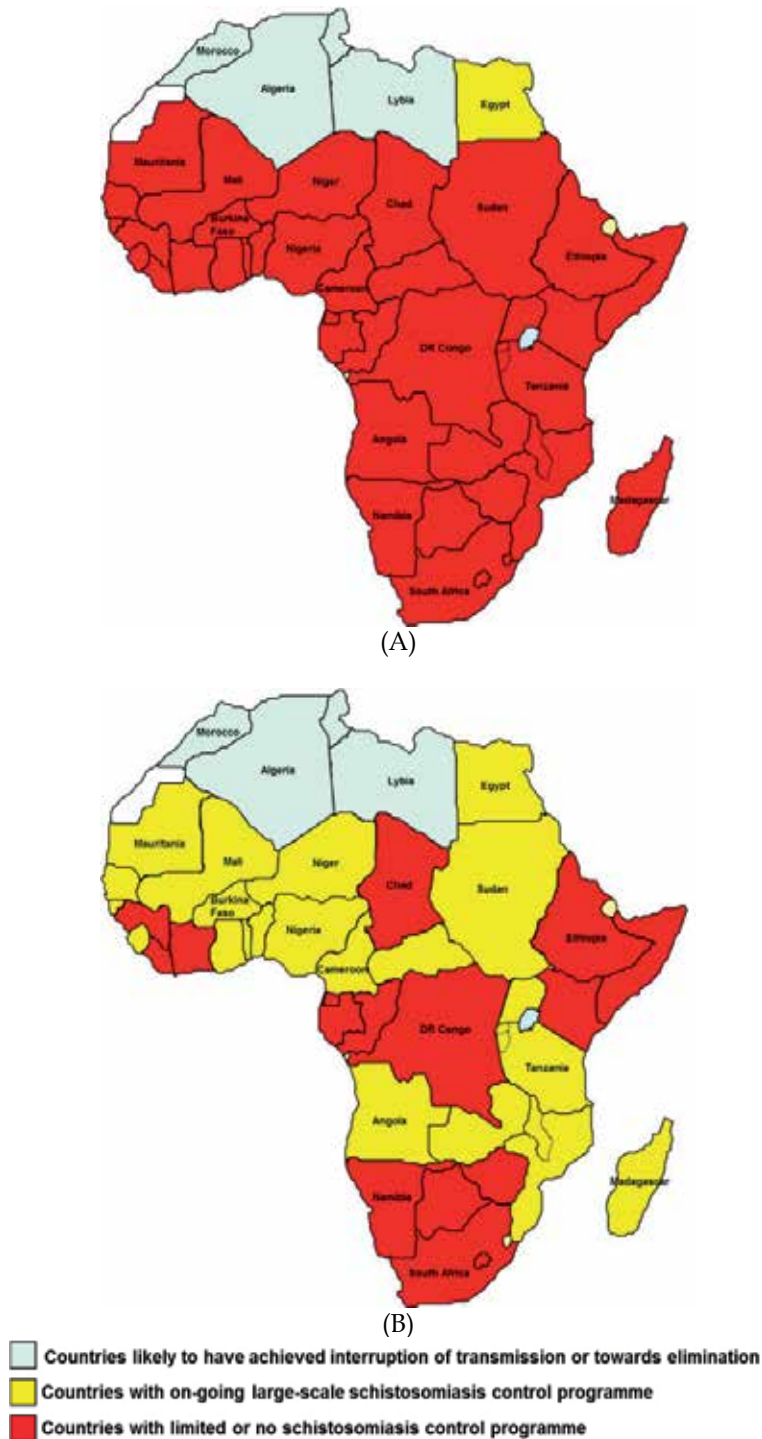 Morocco
Algeria
Lybia
Egypt
Mauritania
Mali
Niger
Chad
Sudan
Burkina
Faso
Nigeria
Ethiopia
Cameroon
DR Congo
Tanzania
Angola
Namibia
Madagascar
South Africa
(A)
Morocco
Algeria
Lybia
Egypt
Mauritania
Mali
Niger
Chad
Sudan
Burkina
Faso
Nigeria
Ethiopia
Cameroon
DR Congo
Tanzania
Angola
Namibia
Madagascar
South Africa
(B)
Countries likely to have achieved interruption of transmission or towards elimination
Countries with on-going large-scale schistosomiasis control programme
Countries with limited or no schistosomiasis control programme